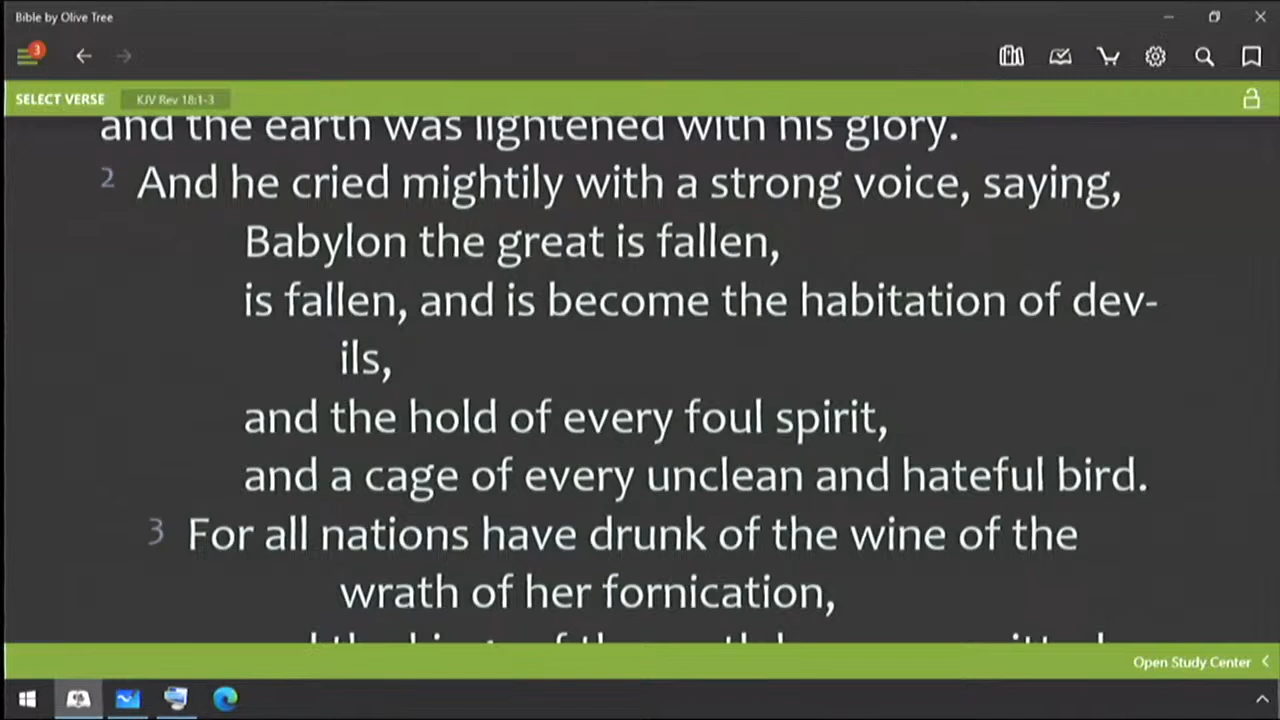 Bible by Olive Tree
3
SELECT VERSE KJV Rev 18:1-3
and the earth was lightened with his glory.
2 And he cried mightily with a strong voice, saying,
Babylon the great is fallen,
is fallen, and is become the habitation of dev-
ils,
and the hold of every foul spirit,
and a cage of every unclean and hateful bird.
3 For all nations have drunk of the wine of the
wrath of her fornication,
Open Study Center